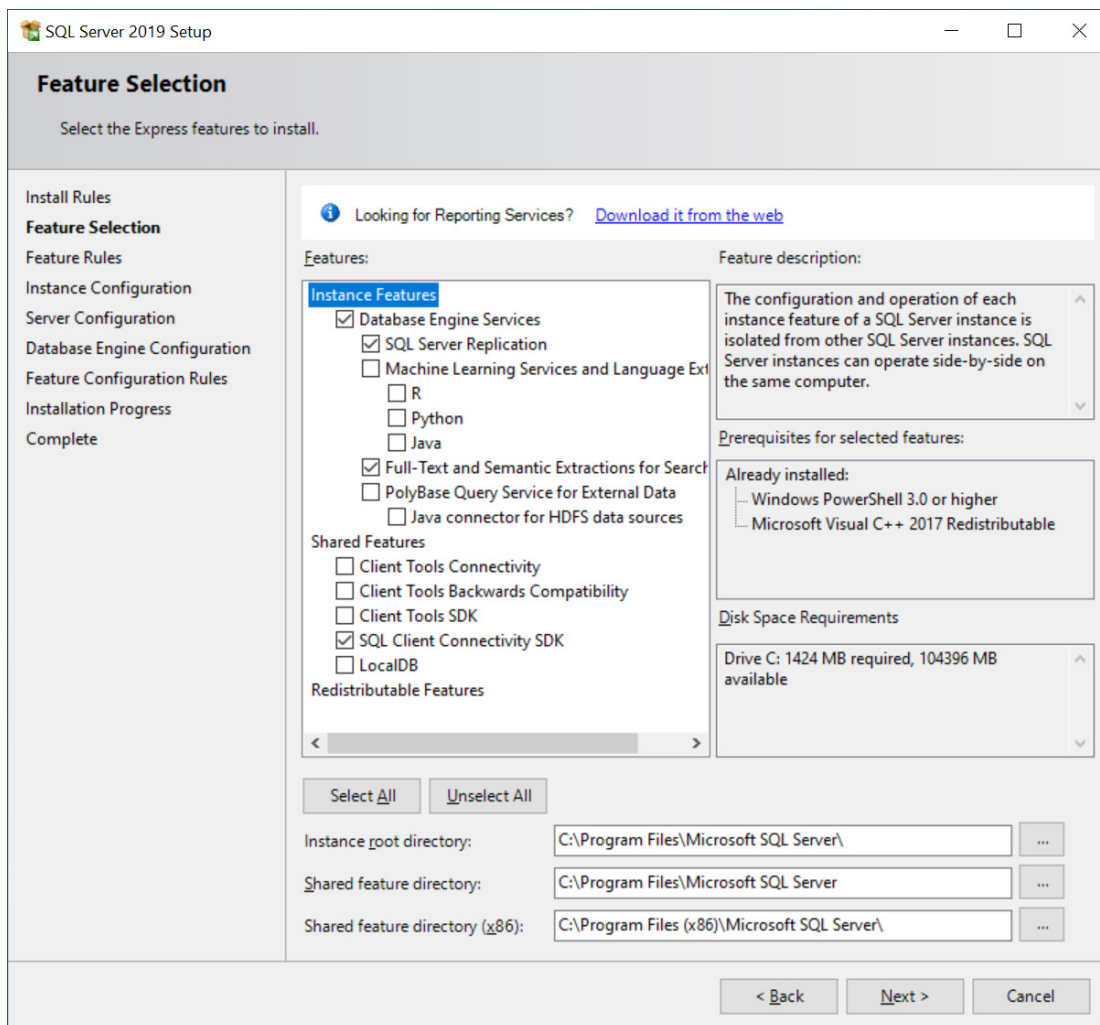 SQL Server 2019 Setup
Feature Selection
Select the Express features to install.
Install Rules
Feature Selection
Feature Rules
Instance Configuration
Server Configuration
Database Engine Configuration
Feature Configuration Rules
Installation Progress
Complete
Looking for Reporting Services? Download it from the web
Features:
Instance Features
Database Engine Services
SQL Server Replication
Machine Learning Services and Language Ext
R
Python
Java
Full-Text and Semantic Extractions for Search
PolyBase Query Service for External Data
Java connector for HDFS data sources
Shared Features
Client Tools Connectivity
Client Tools Backwards Compatibility
Client Tools SDK
SQL Client Connectivity SDK
LocalDB
Redistributable Features
Feature description:
The configuration and operation of each
instance feature of a SQL Server instance is
isolated from other SQL Server instances. SQL
Server instances can operate side-by-side on
the same computer.
Prerequisites for selected features:
Already installed:
Windows PowerShell 3.0 or higher
Microsoft Visual C++ 2017 Redistributable
Disk Space Requirements
Drive C: 1424 MB required, 104396 MB
available
Select All
Unselect All
Instance root directory: C:\Program Files\Microsoft SQL Server\ ...
Shared feature directory: C:\Program Files\Microsoft SQL Server ...
Shared feature directory (x86): C:\Program Files (x86)\Microsoft SQL Server\ ...
< Back
Next >
Cancel